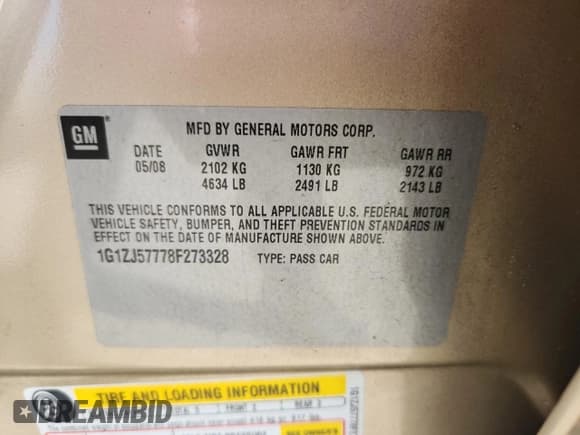 GM
MFD BY GENERAL MOTORS CORP.
DATE GVWR GAWR FRT GAWR RR
05/08 2102 KG 1130 KG 972 KG
4634 LB 2491 LB 2143 LB
THIS VEHICLE CONFORMS TO ALL APPLICABLE U.S. FEDERAL MOTOR
VEHICLE SAFETY, BUMPER, AND THEFT PREVENTION STANDARDS IN
EFFECT ON THE DATE OF MANUFACTURE SHOWN ABOVE.
1G1ZJ57778F273328 TYPE: PASS CAR
TIRE AND LOADING INFORMATION
DREAMBID